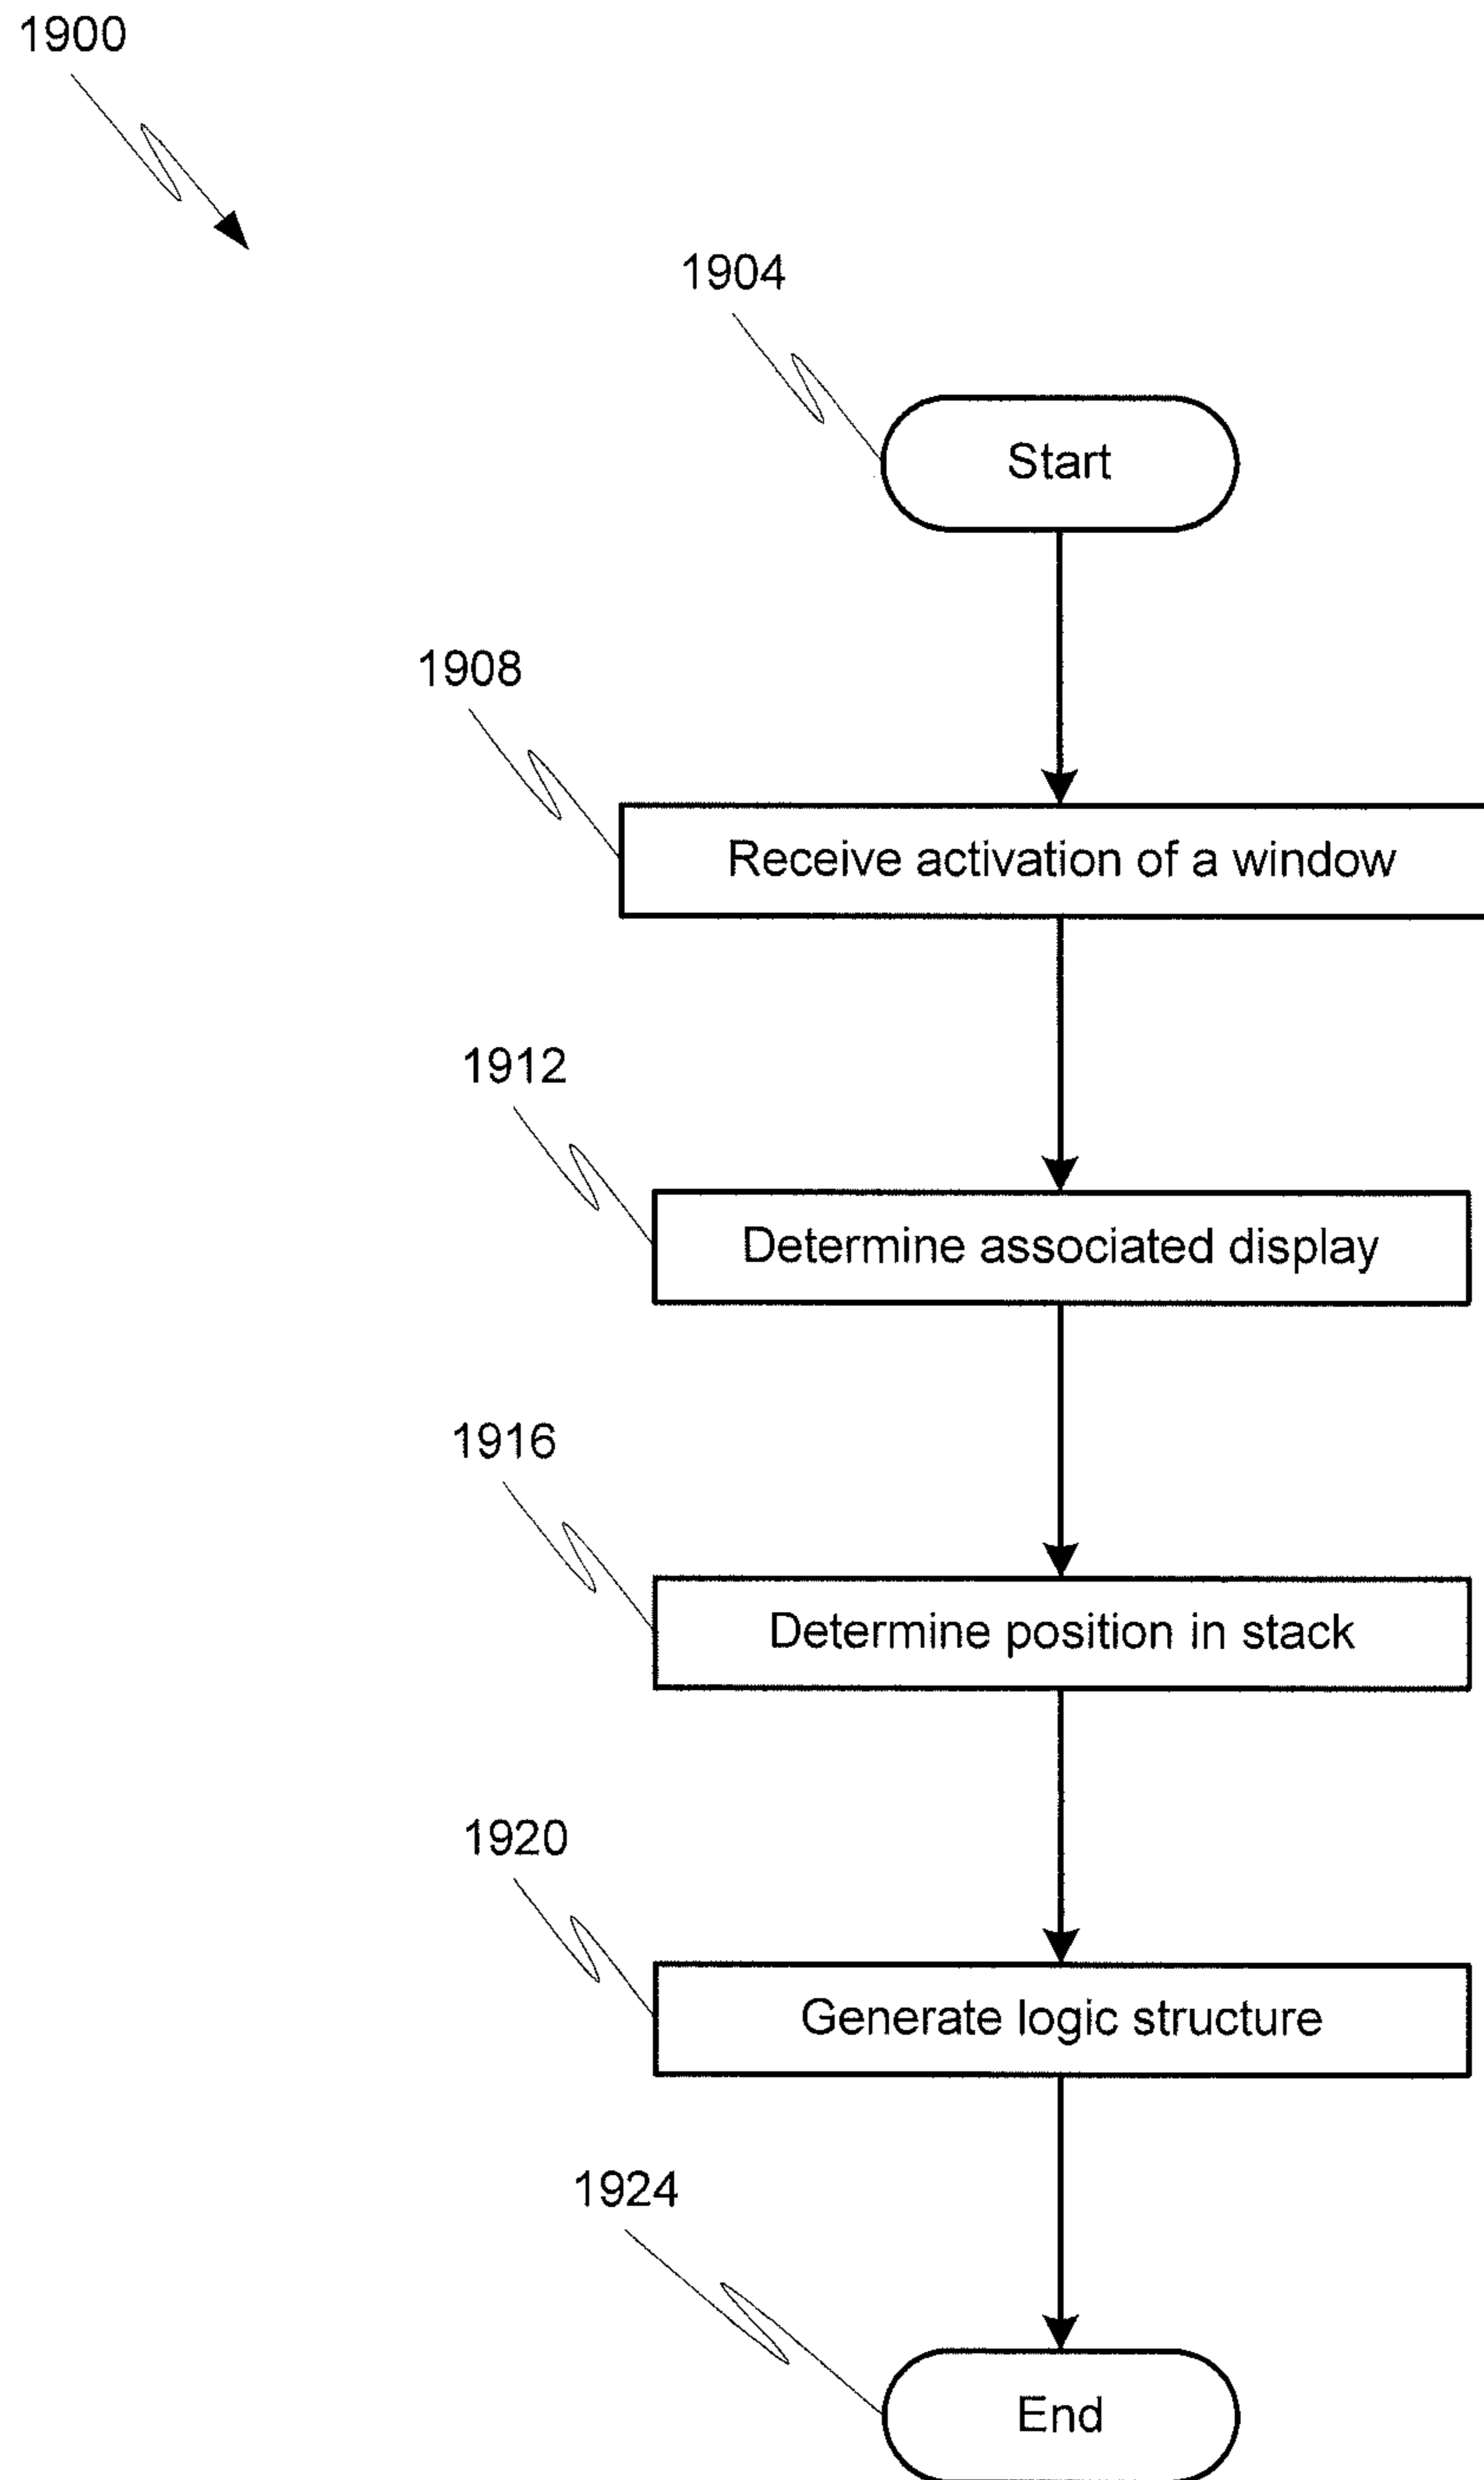 1900
1904
Start
1908
Receive activation of a window
1912
Determine associated display
1916
Determine position in stack
1920
Generate logic structure
1924
End